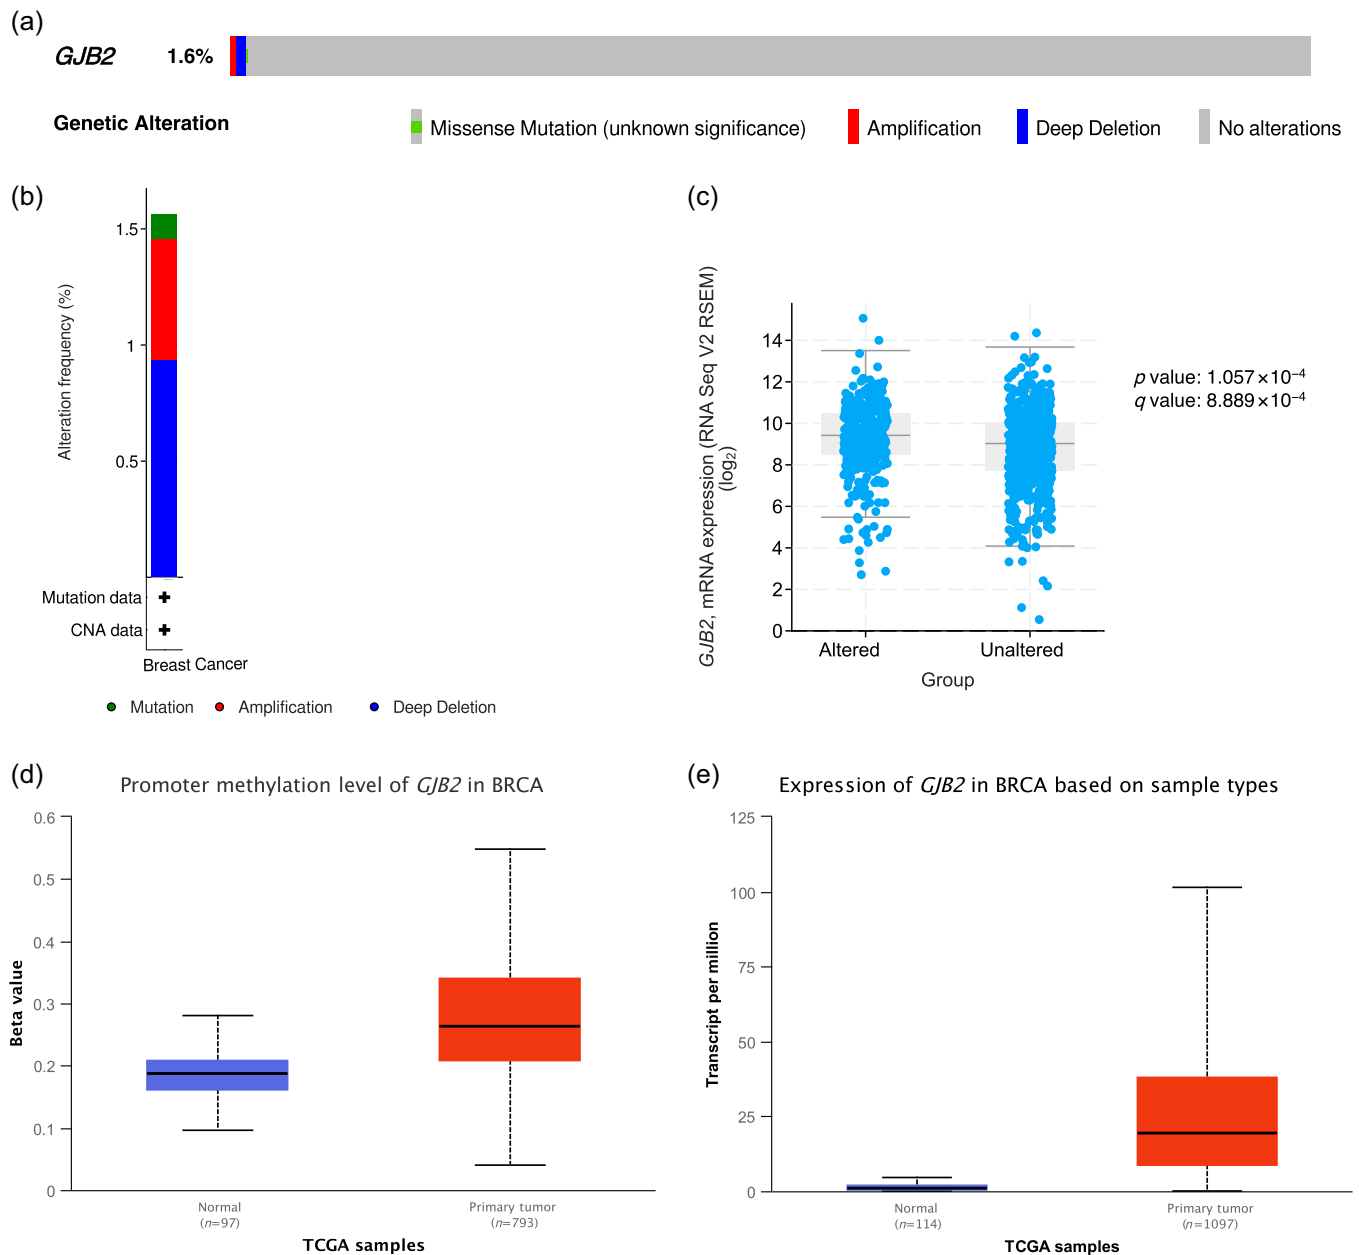 (a)
GJB2 1.6%
Genetic Alteration
Missense Mutation (unknown significance) Amplification Deep Deletion No alterations
(b)
Alteration frequency (%)
1.5
1
0.5
Mutation data +
CNA data +
Breast Cancer
Mutation Amplification Deep Deletion
(c)
GJB2, mRNA expression (RNA Seq V2 RSEM)
(log₂)
14
12
10
8
6
4
2
0
Altered Unaltered
Group
p value: 1.057×10⁻⁴
q value: 8.889×10⁻⁴
(d)
Promoter methylation level of GJB2 in BRCA
Beta value
0.6
0.5
0.4
0.3
0.2
0.1
0
Normal Primary tumor
(n=97) (n=793)
TCGA samples
(e)
Expression of GJB2 in BRCA based on sample types
Transcript per million
125
100
75
50
25
0
Normal Primary tumor
(n=114) (n=1097)
TCGA samples